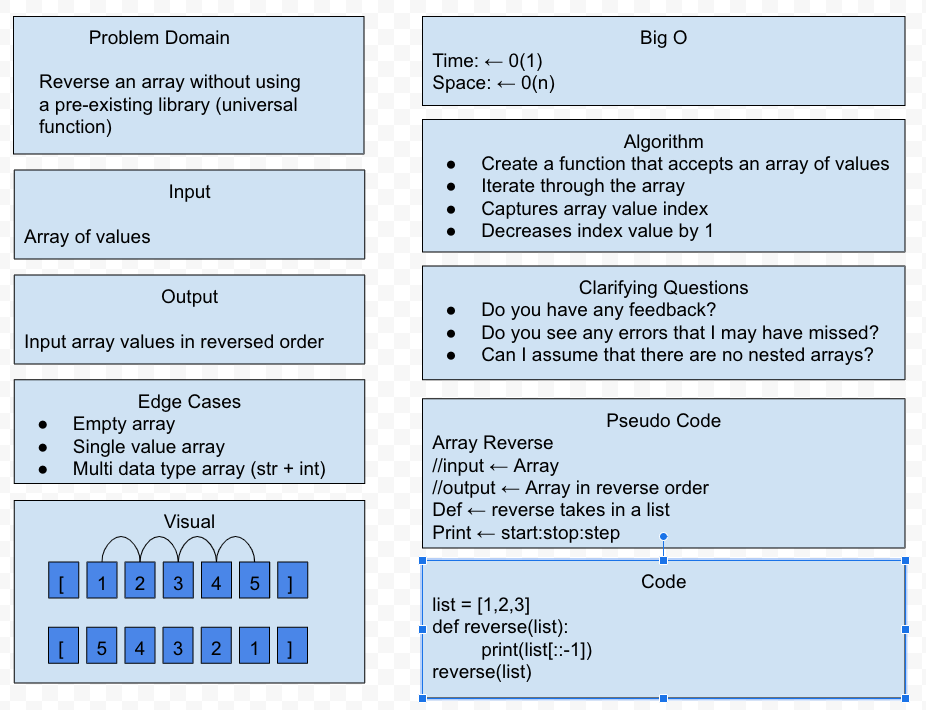 Problem Domain
Reverse an array without using
a pre-existing library (universal
function)
Input
Array of values
Output
Input array values in reversed order
Edge Cases
● Empty array
● Single value array
● Multi data type array (str + int)
Visual
[ 1 2 3 4 5 ]
[ 5 4 3 2 1 ]
Big O
Time: ← 0(1)
Space: ← 0(n)
Algorithm
● Create a function that accepts an array of values
● Iterate through the array
● Captures array value index
● Decreases index value by 1
Clarifying Questions
● Do you have any feedback?
● Do you see any errors that I may have missed?
● Can I assume that there are no nested arrays?
Pseudo Code
Array Reverse
//input ← Array
//output ← Array in reverse order
Def ← reverse takes in a list
Print ← start:stop:step
Code
list = [1,2,3]
def reverse(list):
print(list[::-1])
reverse(list)